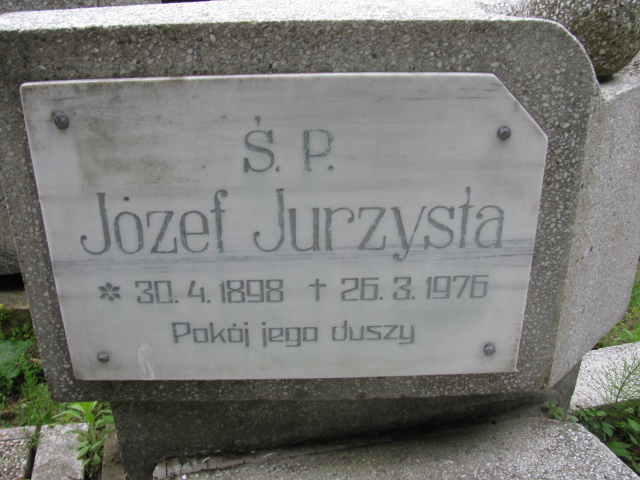 Ś. P.
Józef Jurzysta
* 30. 4. 1898 † 26. 3. 1976
Pokój jego duszy